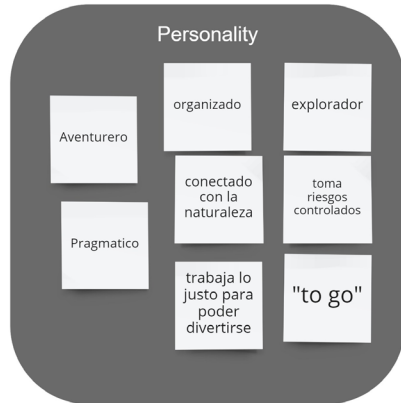 Personality
Aventurero
organizado
explorador
Pragmatico
conectado
con la
naturaleza
toma
riesgos
controlados
trabaja lo
justo para
poder
divertirse
"to go"